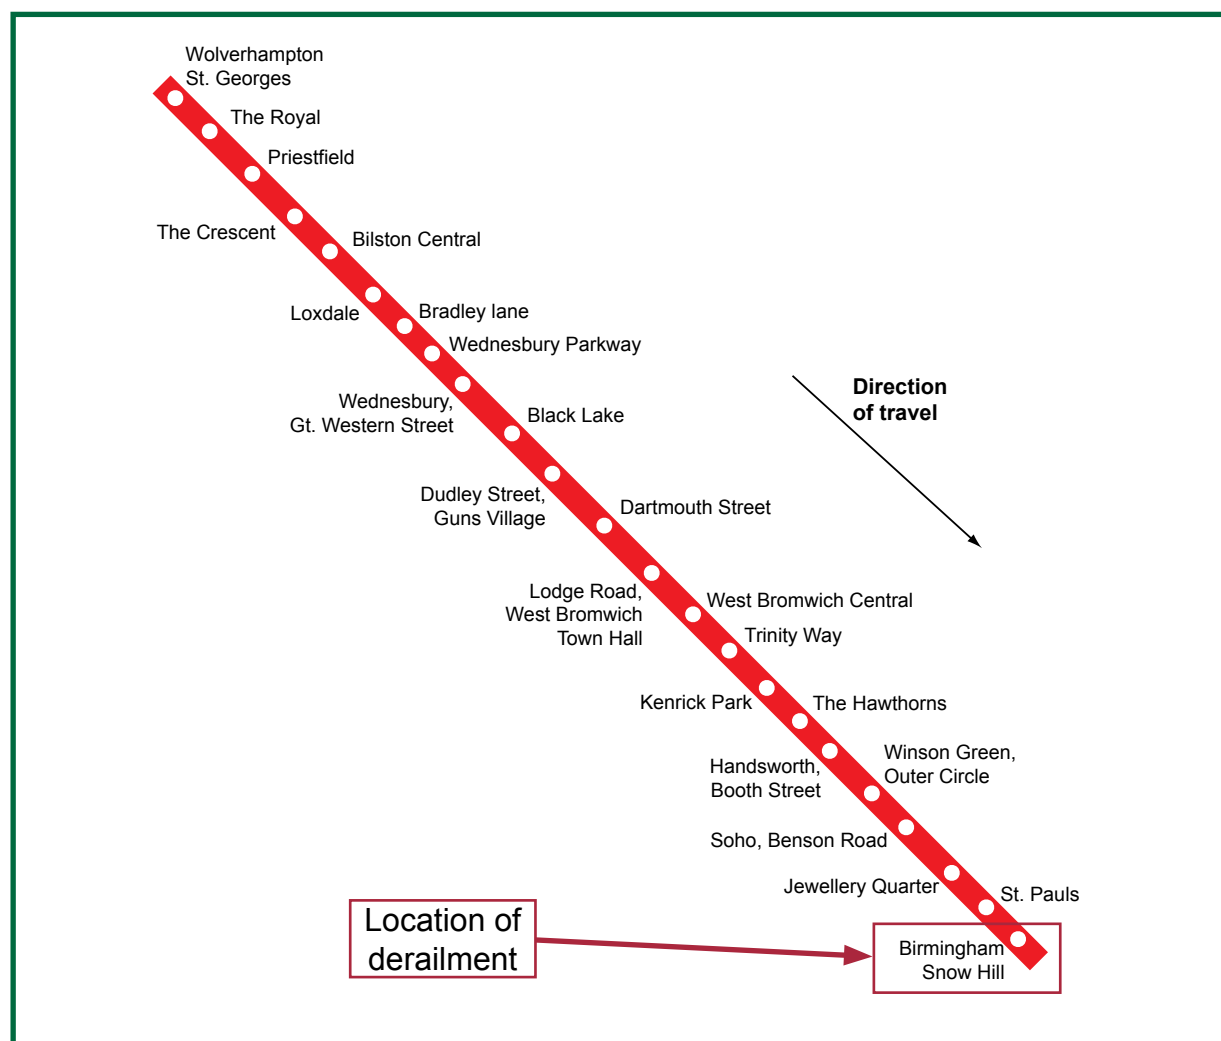 Wolverhampton
St. Georges
The Royal
Priestfield
The Crescent
Bilston Central
Loxdale
Bradley lane
Wednesbury Parkway
Wednesbury,
Gt. Western Street
Black Lake
Direction
of travel
Dudley Street,
Guns Village
Dartmouth Street
Lodge Road,
West Bromwich
Town Hall
West Bromwich Central
Trinity Way
Kenrick Park
The Hawthorns
Handsworth,
Booth Street
Winson Green,
Outer Circle
Soho, Benson Road
Jewellery Quarter
St. Pauls
Location of
derailment
Birmingham
Snow Hill